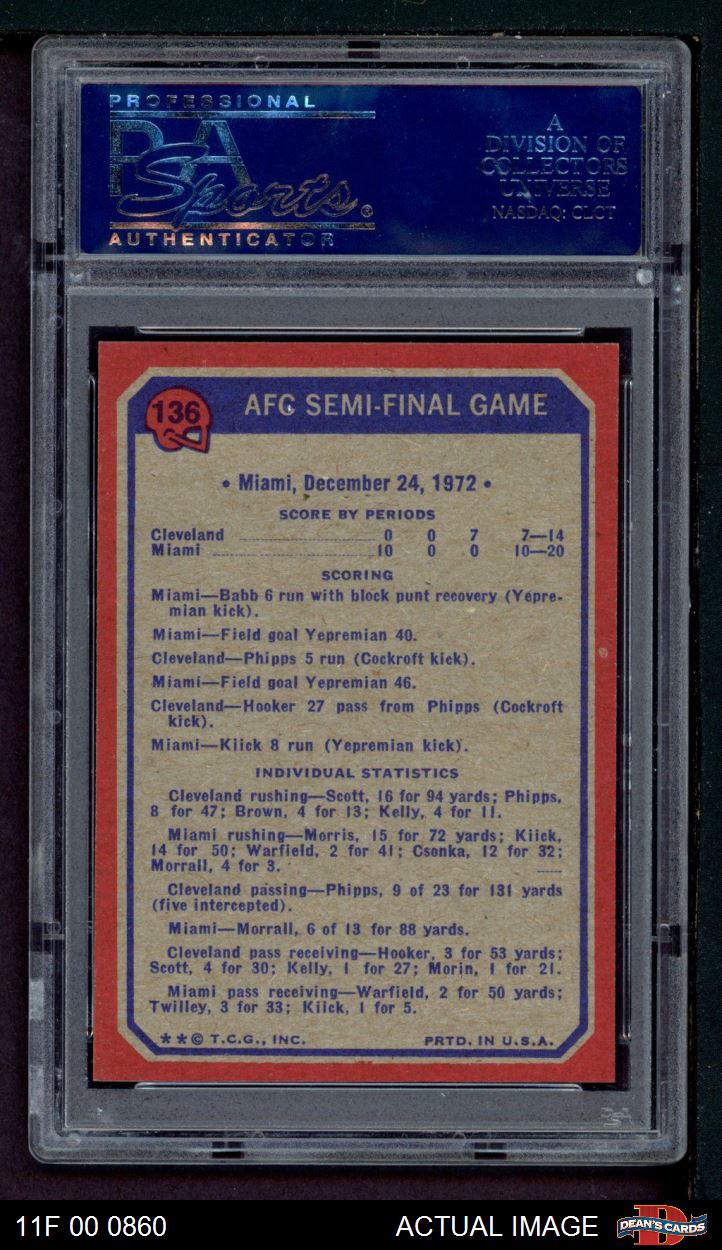 PROFESSIONAL
PSA
Sports®
AUTHENTICATOR
A
DIVISION OF
COLLECTORS
UNIVERSE
NASDAQ: CLCT
136
AFC SEMI-FINAL GAME
• Miami, December 24, 1972 •
SCORE BY PERIODS
Cleveland 0 0 7 7—14
Miami 10 0 0 10—20
SCORING
Miami—Babb 6 run with block punt recovery (Yepre-
mian kick).
Miami—Field goal Yepremian 40.
Cleveland—Phipps 5 run (Cockroft kick).
Miami—Field goal Yepremian 46.
Cleveland—Hooker 27 pass from Phipps (Cockroft
kick).
Miami—Kiick 8 run (Yepremian kick).
INDIVIDUAL STATISTICS
Cleveland rushing—Scott, 16 for 94 yards; Phipps,
8 for 47; Brown, 4 for 13; Kelly, 4 for 11.
Miami rushing—Morris, 15 for 72 yards; Kiick,
14 for 50; Warfield, 2 for 41; Csonka, 12 for 32;
Morrall, 4 for 3.
Cleveland passing—Phipps, 9 of 23 for 131 yards
(five intercepted).
Miami—Morrall, 6 of 13 for 88 yards.
Cleveland pass receiving—Hooker, 3 for 53 yards;
Scott, 4 for 30; Kelly, 1 for 27; Morin, 1 for 21.
Miami pass receiving—Warfield, 2 for 50 yards;
Twilley, 3 for 33; Kiick, 1 for 5.
**© T.C.G., INC. PRTD. IN U.S.A.
11F 00 0860
ACTUAL IMAGE
DEAN'S CARDS